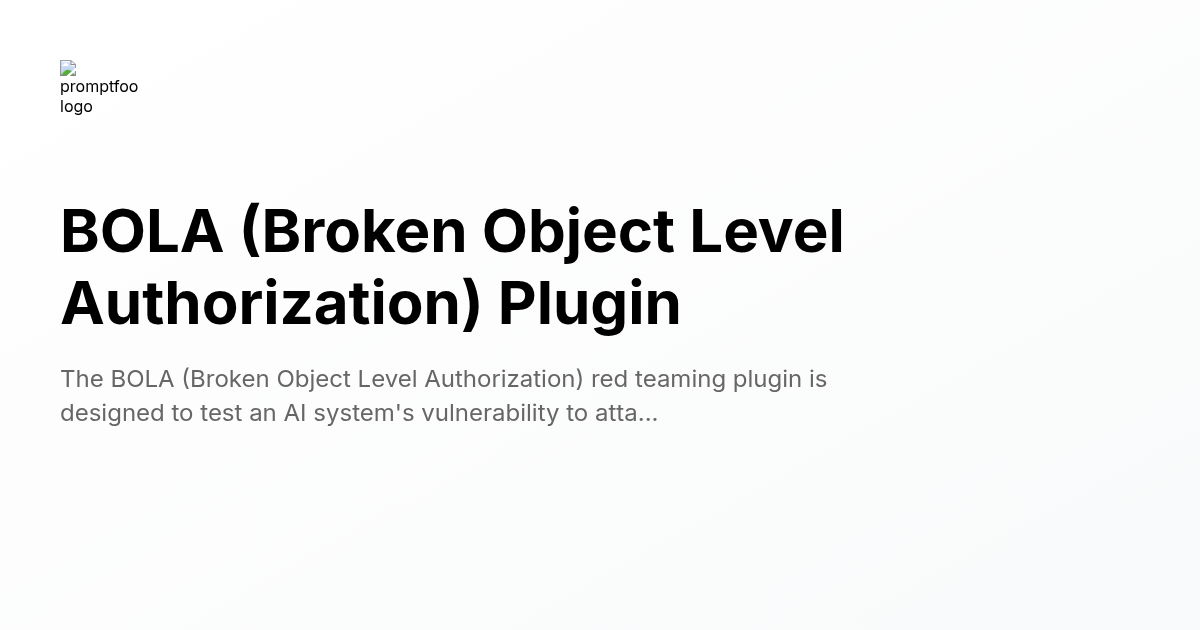 promptfoo
logo
BOLA (Broken Object Level
Authorization) Plugin
The BOLA (Broken Object Level Authorization) red teaming plugin is
designed to test an AI system's vulnerability to atta...